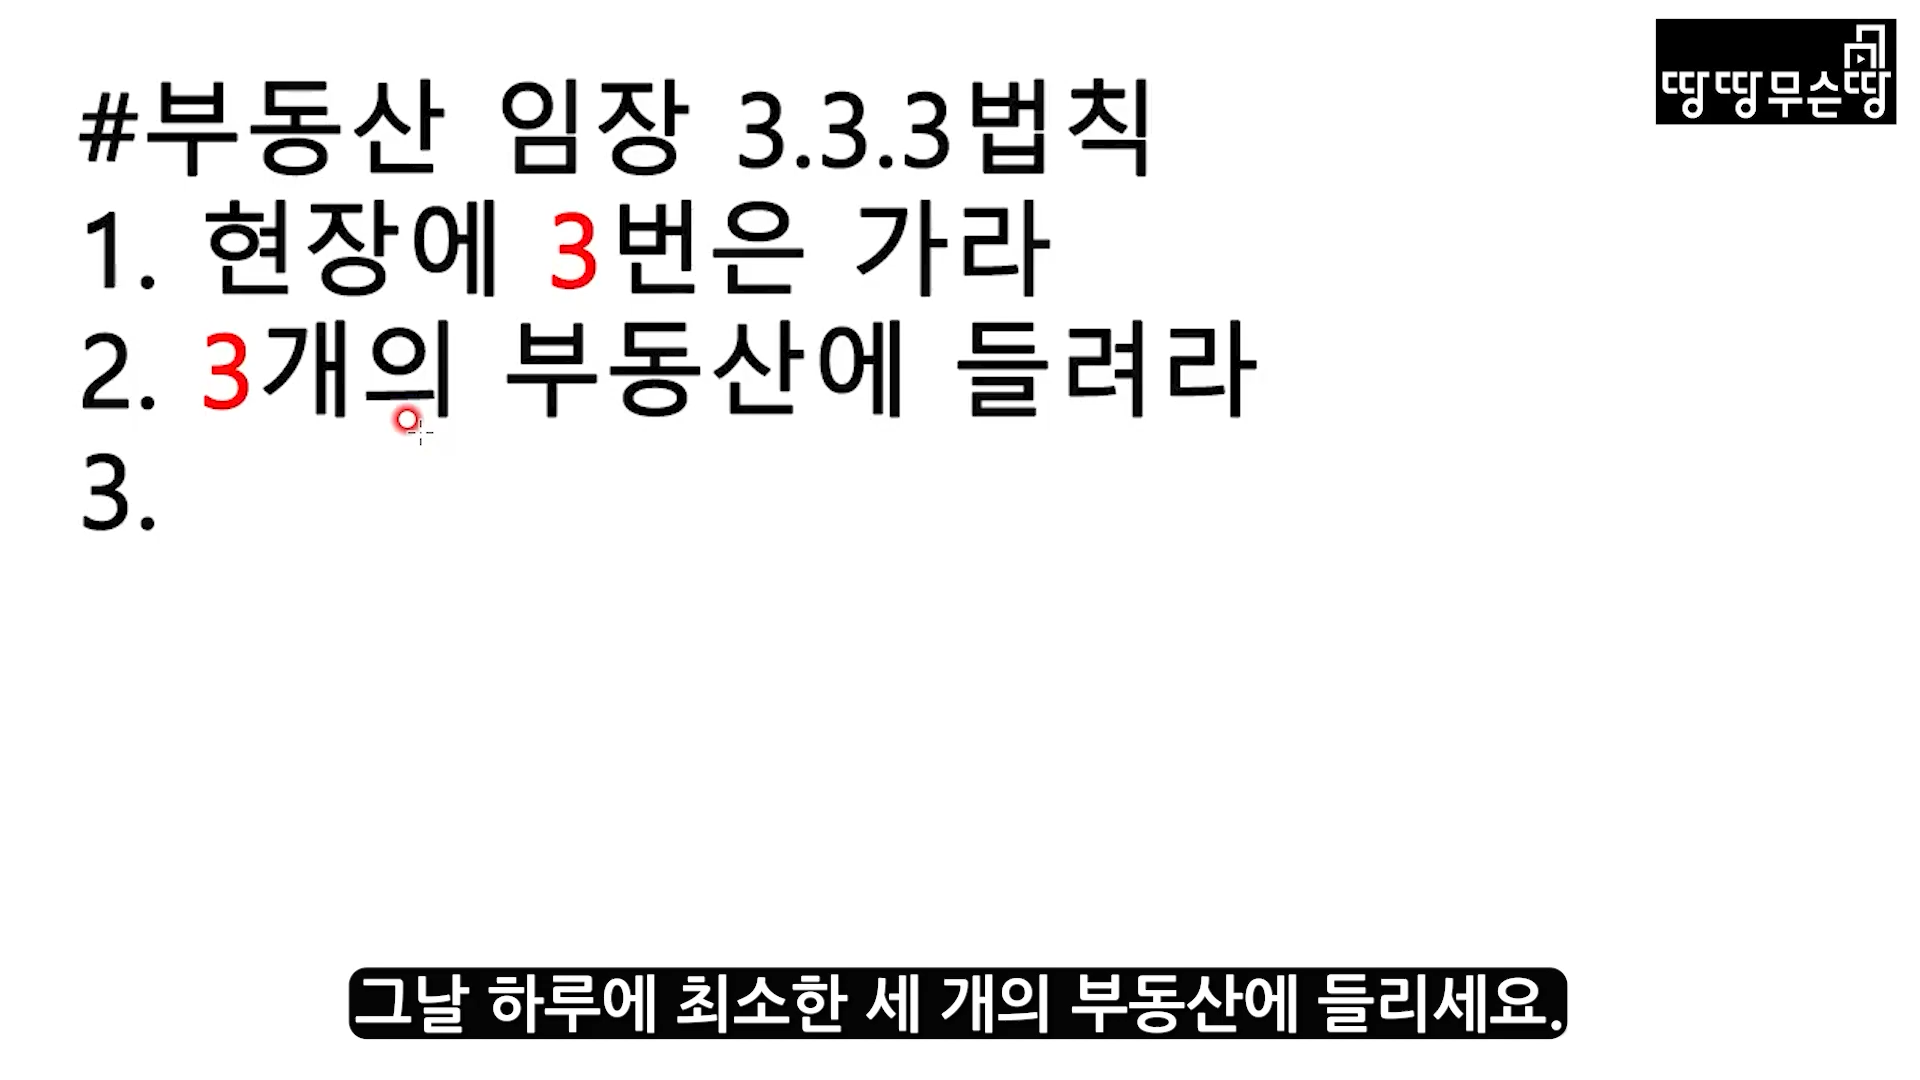 #부동산 임장 3.3.3법칙
땅땅무슨땅
1. 현장에 3번은 가라
2. 3개의 부동산에 들려라
3.
그날 하루에 최소한 세 개의 부동산에 들리세요.